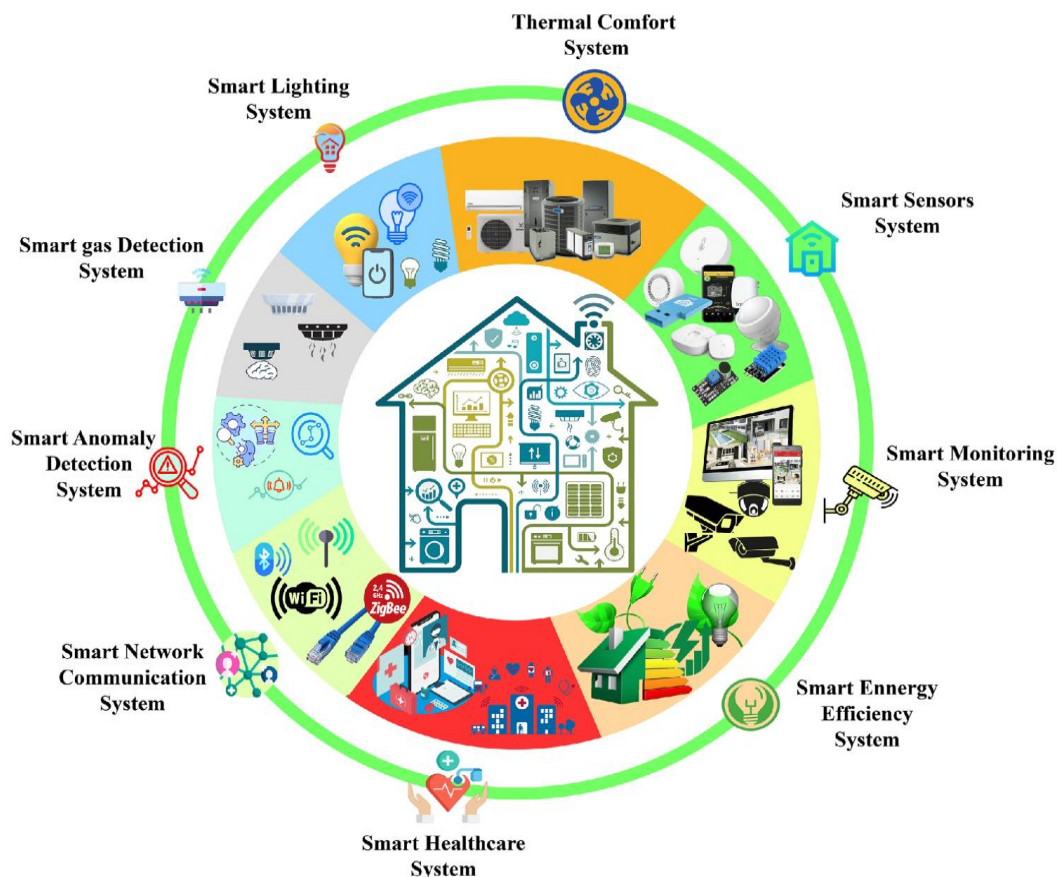 Thermal Comfort
System
Smart Lighting
System
Smart Sensors
System
Smart gas Detection
System
Smart Anomaly
Detection
System
Smart Monitoring
System
WiFi
2,4
GHz
ZigBee
Smart Network
Communication
System
Smart Ennergy
Efficiency
System
Smart Healthcare
System